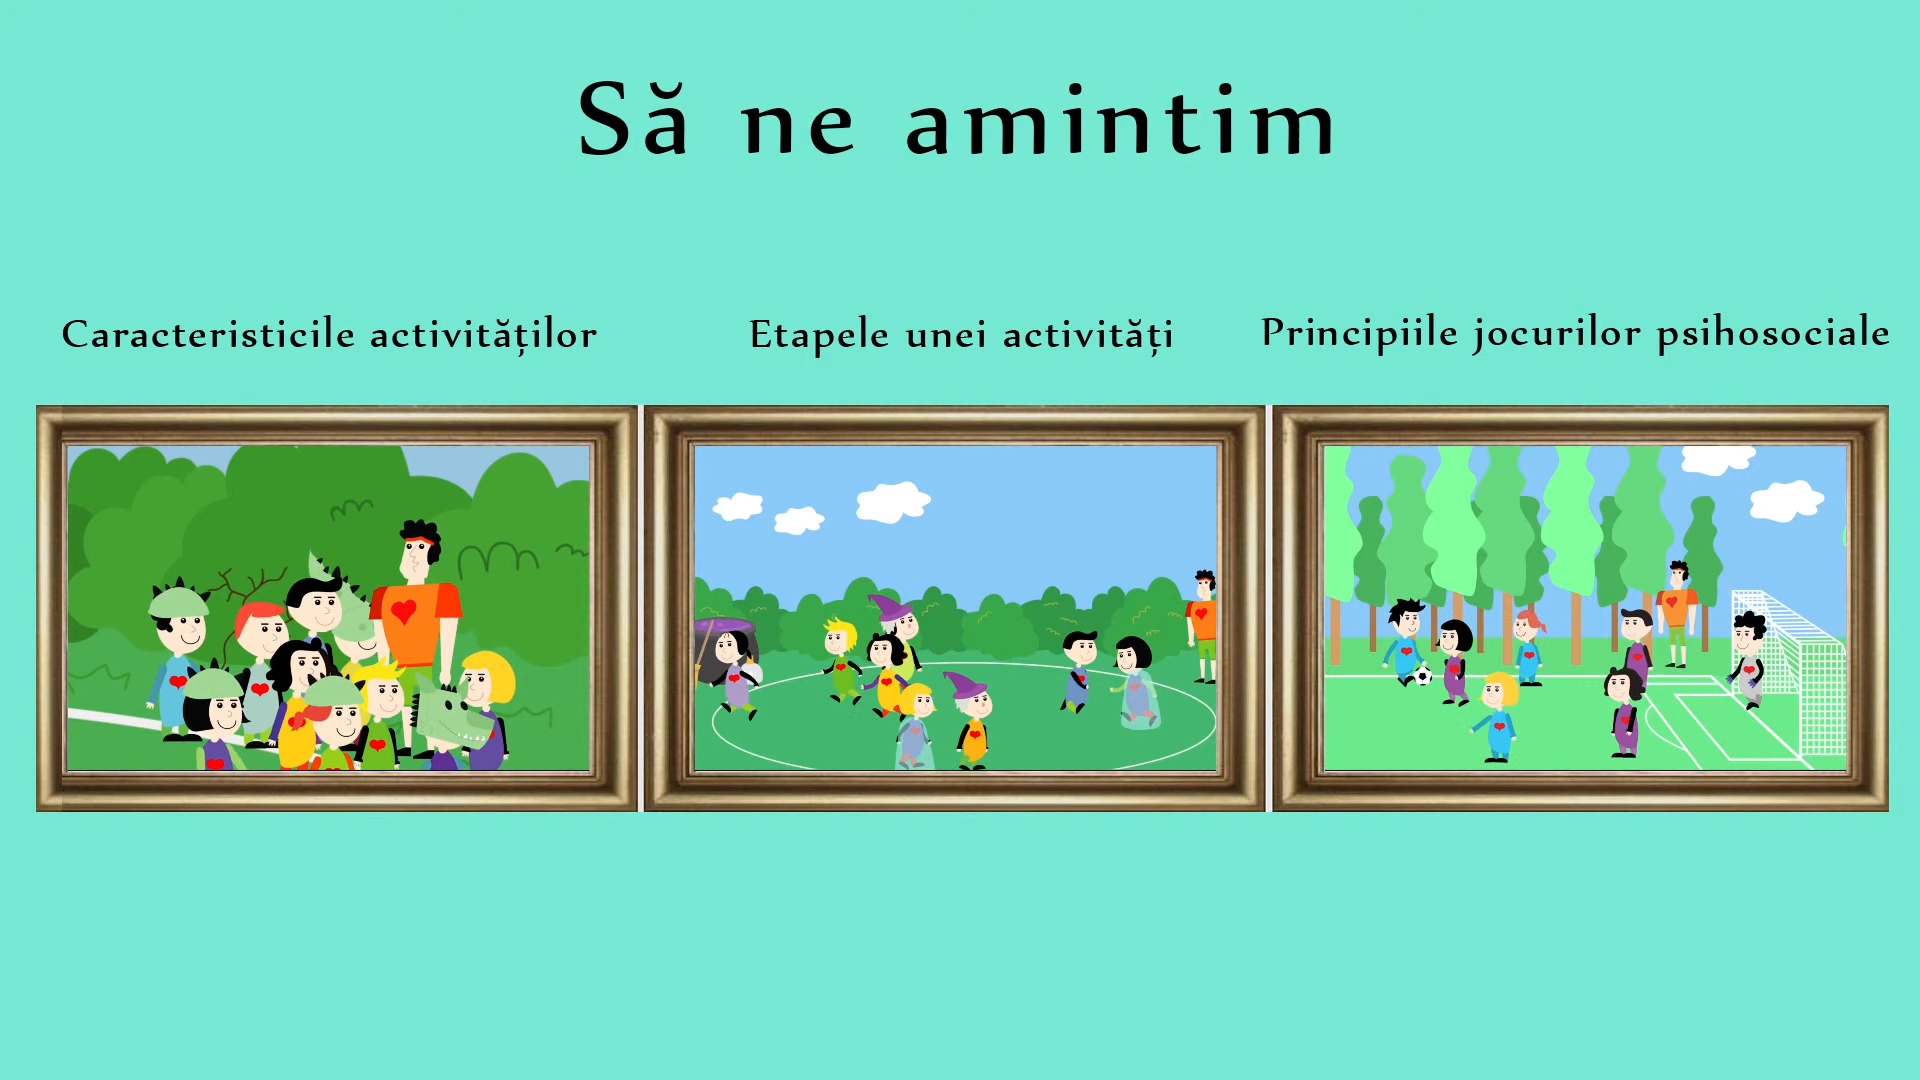 Să ne amintim
Caracteristicile activităților
Etapele unei activități
Principiile jocurilor psihosociale